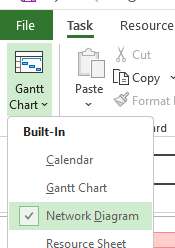 File Task Resource
Gantt
Chart
Paste
Cut
Copy
Format
Built-In
Calendar
Gantt Chart
Network Diagram
Resource Sheet